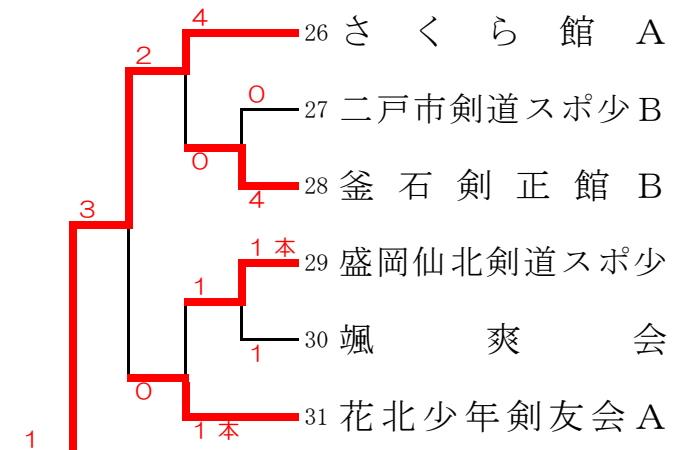 4
26 さくら館A
2
0
27 二戸市剣道スポ少B
0
28 釜石剣正館B
4
3
1本
29 盛岡仙北剣道スポ少
1
30 颯爽会
1
0
31 花北少年剣友会A
1本
1